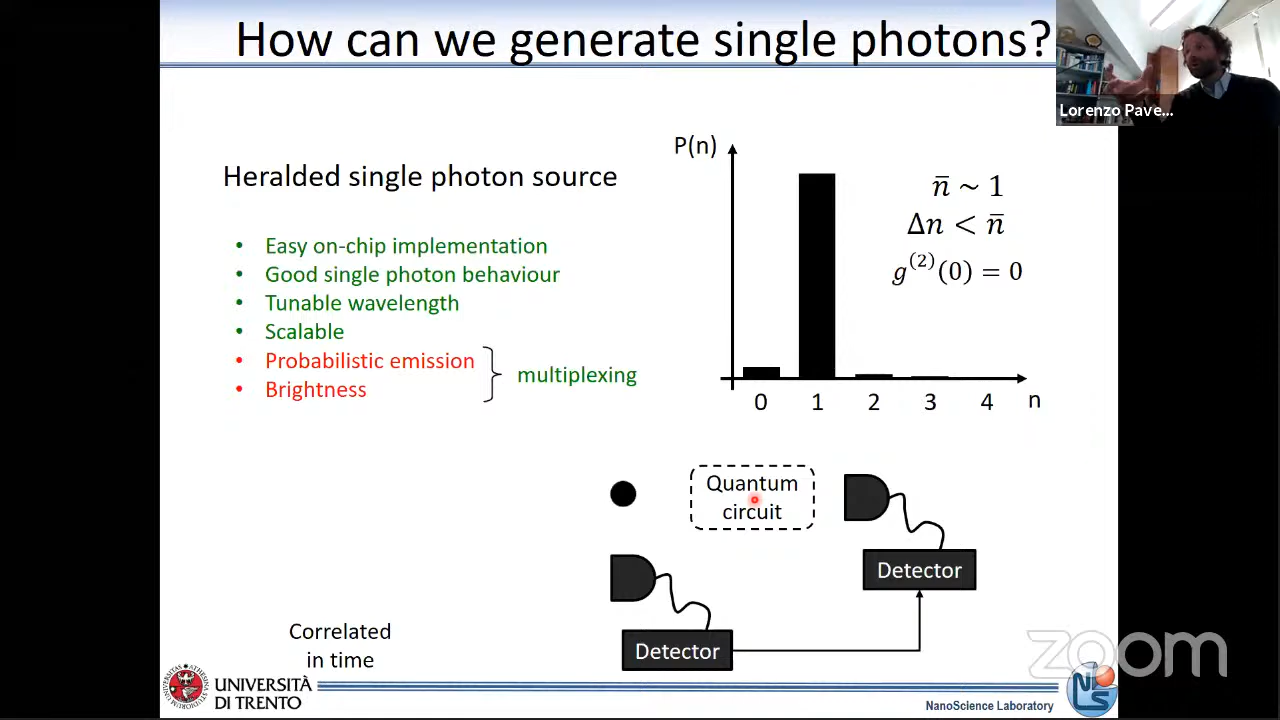 How can we generate single photons?
Lorenzo Pave...
Heralded single photon source
• Easy on-chip implementation
• Good single photon behaviour
• Tunable wavelength
• Scalable
• Probabilistic emission
• Brightness
multiplexing
P(n)
n̄ ~ 1
Δn < n̄
g⁽²⁾(0) = 0
0 1 2 3 4 n
Quantum
circuit
Detector
Detector
Correlated
in time
zoom
UNIVERSITÀ
DI TRENTO
NanoScience Laboratory